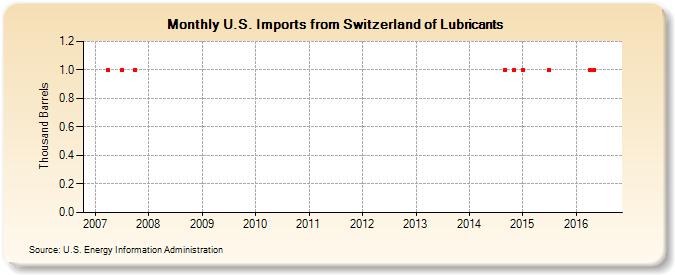 Monthly U.S. Imports from Switzerland of Lubricants
Thousand Barrels
1.2
1.0
0.8
0.6
0.4
0.2
0.0
2007 2008 2009 2010 2011 2012 2013 2014 2015 2016
Source: U.S. Energy Information Administration